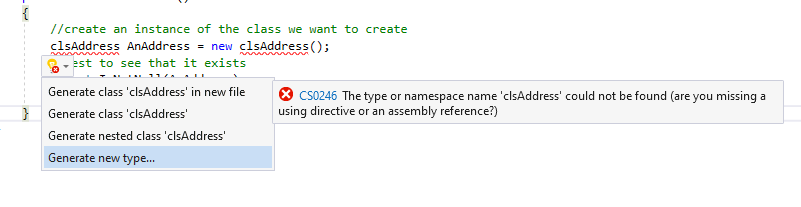 {
//create an instance of the class we want to create
clsAddress AnAddress = new clsAddress();
est to see that it exists
Generate class 'clsAddress' in new file
CS0246 The type or namespace name 'clsAddress' could not be found (are you missing a
using directive or an assembly reference?)
Generate class 'clsAddress'
}
Generate nested class 'clsAddress'
Generate new type...